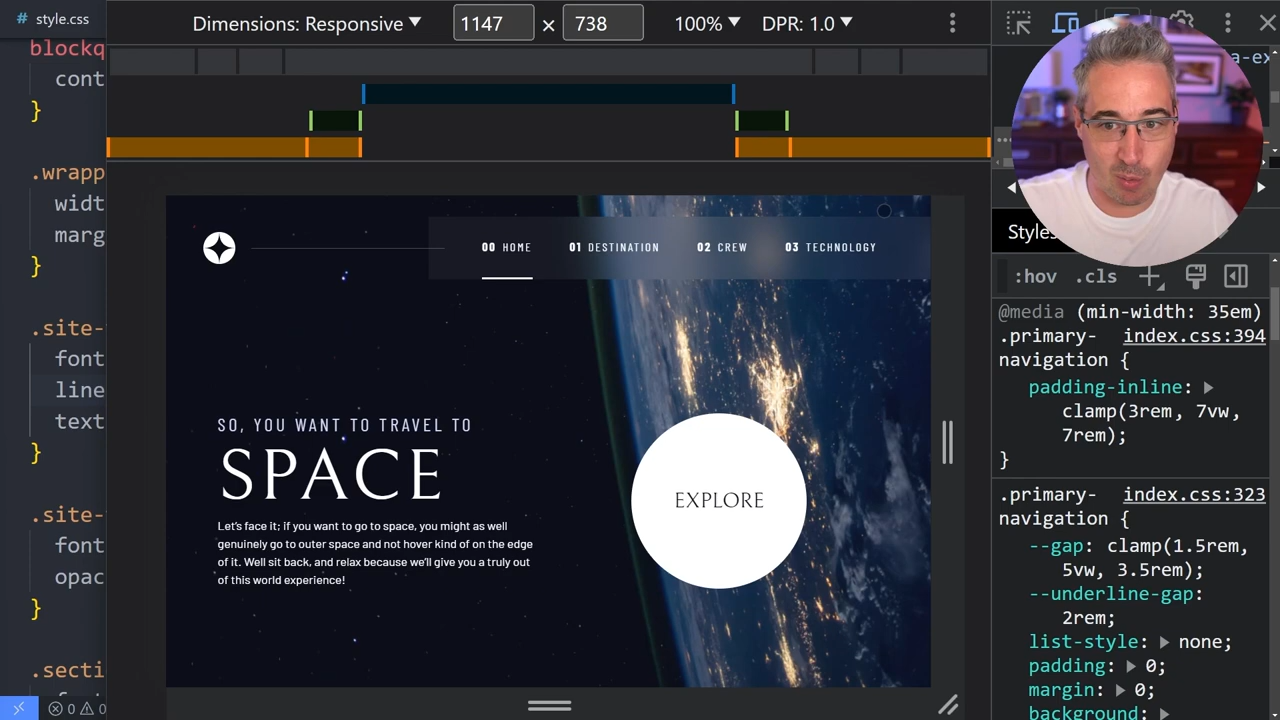 # style.css
blockq
cont
}
.wrapp
widt
marg
}
.site-
font
line
text
}
.site-
font
opac
}
.secti
0 0
Dimensions: Responsive
1147 × 738
100%
DPR: 1.0
00 HOME 01 DESTINATION 02 CREW 03 TECHNOLOGY
SO, YOU WANT TO TRAVEL TO
SPACE
Let's face it; if you want to go to space, you might as well
genuinely go to outer space and not hover kind of on the edge
of it. Well sit back, and relax because we'll give you a truly out
of this world experience!
EXPLORE
a-ex
Styles
:hov .cls
@media (min-width: 35em)
.primary- index.css:394
navigation {
padding-inline:
clamp(3rem, 7vw,
7rem);
}
.primary- index.css:323
navigation {
--gap: clamp(1.5rem,
5vw, 3.5rem);
--underline-gap:
2rem;
list-style: none;
padding: 0;
margin: 0;
background: